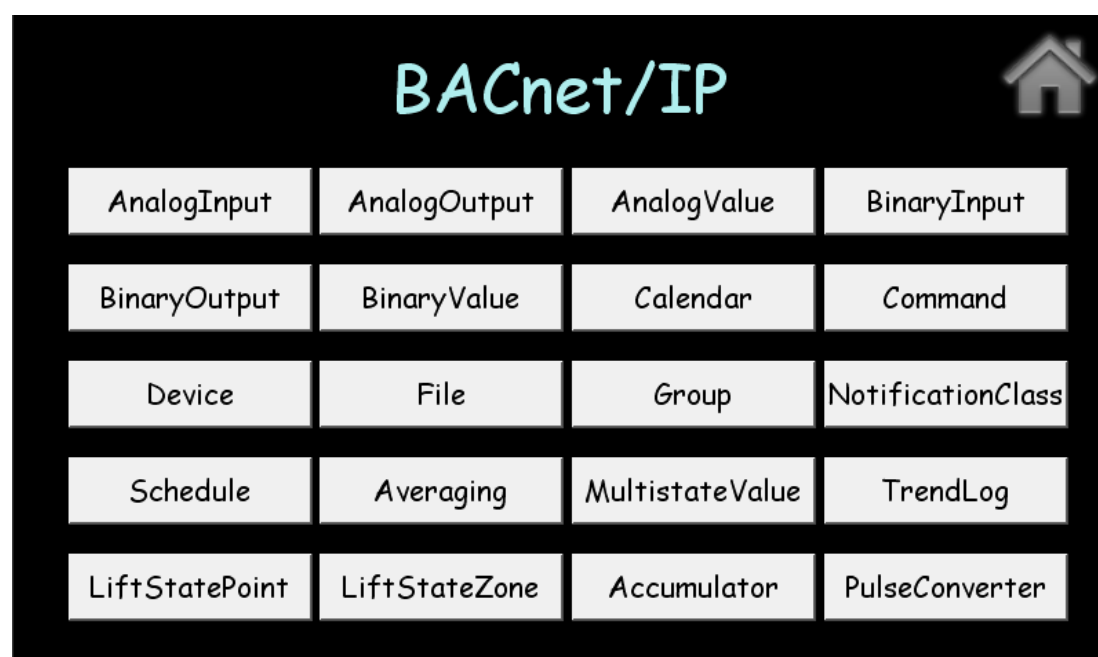 BACnet/IP
AnalogInput AnalogOutput AnalogValue BinaryInput
BinaryOutput BinaryValue Calendar Command
Device File Group NotificationClass
Schedule Averaging MultistateValue TrendLog
LiftStatePoint LiftStateZone Accumulator PulseConverter